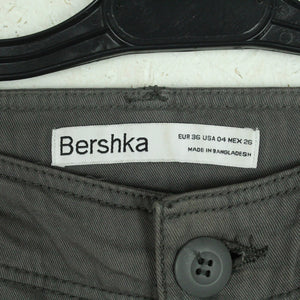 Bershka
EUR 36 USA 04 MEX 26
MADE IN BANGLADESH